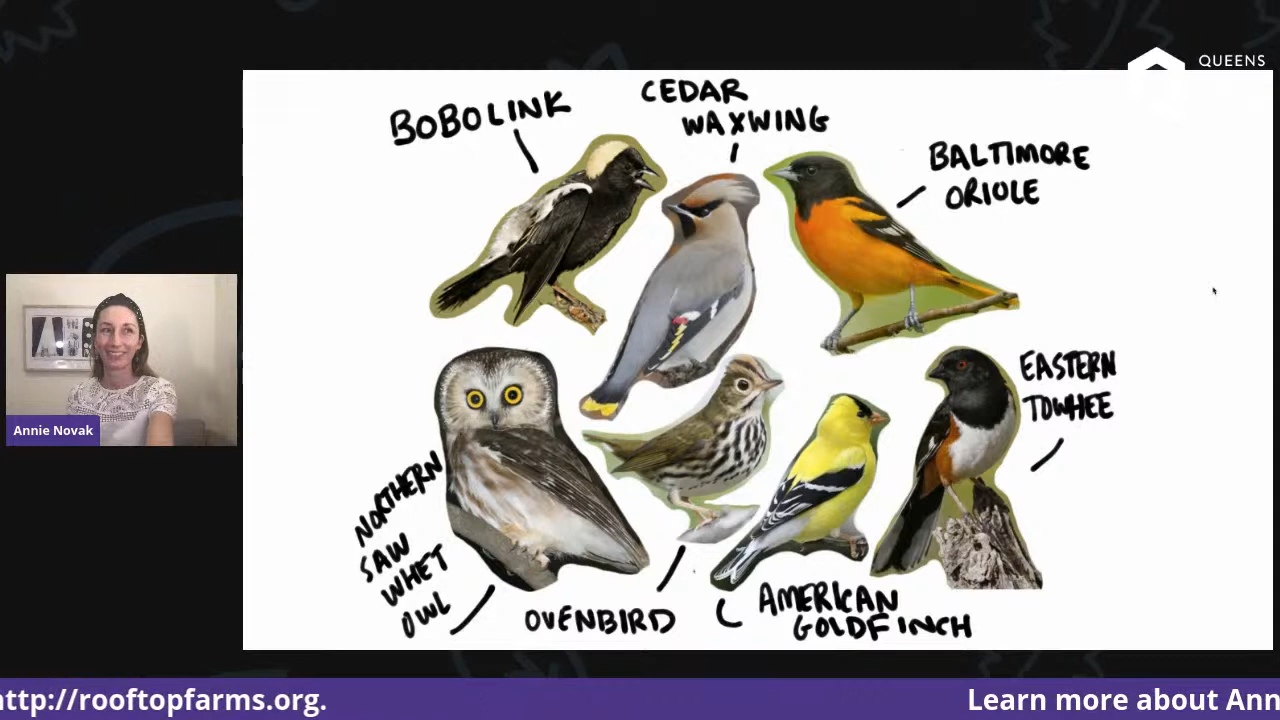 QUEENS
BOBOLINK
CEDAR
WAXWING
BALTIMORE
ORIOLE
EASTERN
TOWHEE
Annie Novak
NORTHERN
SAW
WHET
OWL
OVENBIRD
AMERICAN
GOLDFINCH
ttp://rooftopfarms.org.
Learn more about Ann